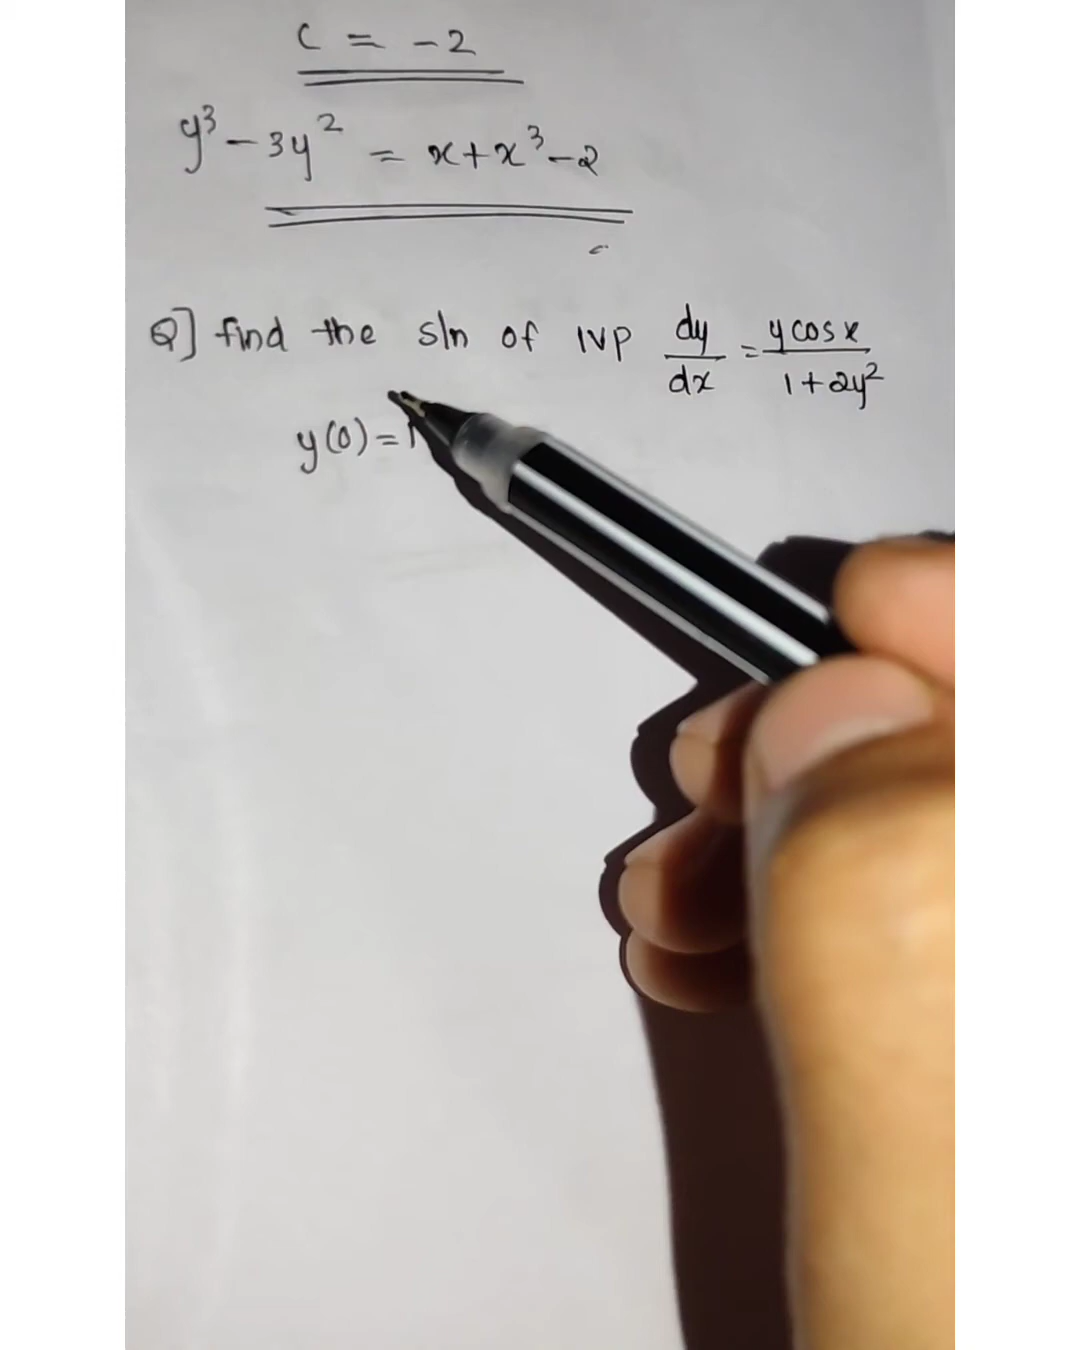 c = -2
y³ - 3y² = x + x³ - 2
Q] find the sln of IVP dy/dx = y cos x / 1 + 2y²
y(0) = 1